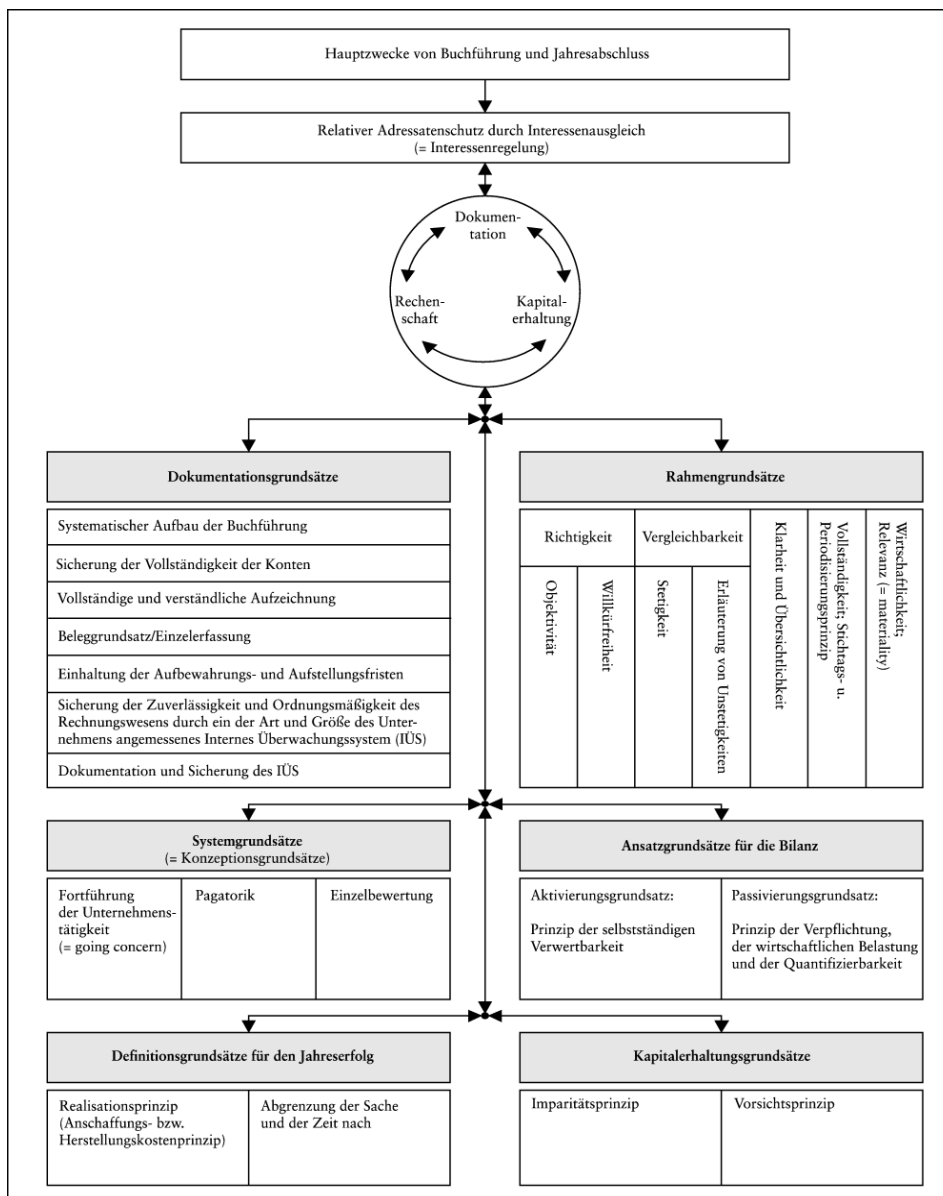 Hauptzwecke von Buchführung und Jahresabschluss
Relativer Adressatenschutz durch Interessenausgleich
(= Interessenregelung)
Dokumen-
tation
Rechen-
schaft
Kapital-
erhaltung
Dokumentationsgrundsätze
Systematischer Aufbau der Buchführung
Sicherung der Vollständigkeit der Konten
Vollständige und verständliche Aufzeichnung
Beleggrundsatz/Einzelerfassung
Einhaltung der Aufbewahrungs- und Aufstellungsfristen
Sicherung der Zuverlässigkeit und Ordnungsmäßigkeit des
Rechnungswesens durch ein der Art und Größe des Unter-
nehmens angemessenes Internes Überwachungssystem (IÜS)
Dokumentation und Sicherung des IÜS
Rahmengrundsätze
Richtigkeit
Objektivität
Willkürfreiheit
Vergleichbarkeit
Stetigkeit
Erläuterung von Unstetigkeiten
Klarheit und Übersichtlichkeit
Vollständigkeit; Stichtags- u.
Periodisierungsprinzip
Wirtschaftlichkeit;
Relevanz (= materiality)
Systemgrundsätze
(= Konzeptionsgrundsätze)
Fortführung
der Unternehmens-
tätigkeit
(= going concern)
Pagatorik
Einzelbewertung
Ansatzgrundsätze für die Bilanz
Aktivierungsgrundsatz:
Prinzip der selbstständigen
Verwertbarkeit
Passivierungsgrundsatz:
Prinzip der Verpflichtung,
der wirtschaftlichen Belastung
und der Quantifizierbarkeit
Definitionsgrundsätze für den Jahreserfolg
Realisationsprinzip
(Anschaffungs- bzw.
Herstellungskostenprinzip)
Abgrenzung der Sache
und der Zeit nach
Kapitalerhaltungsgrundsätze
Imparitätsprinzip
Vorsichtsprinzip